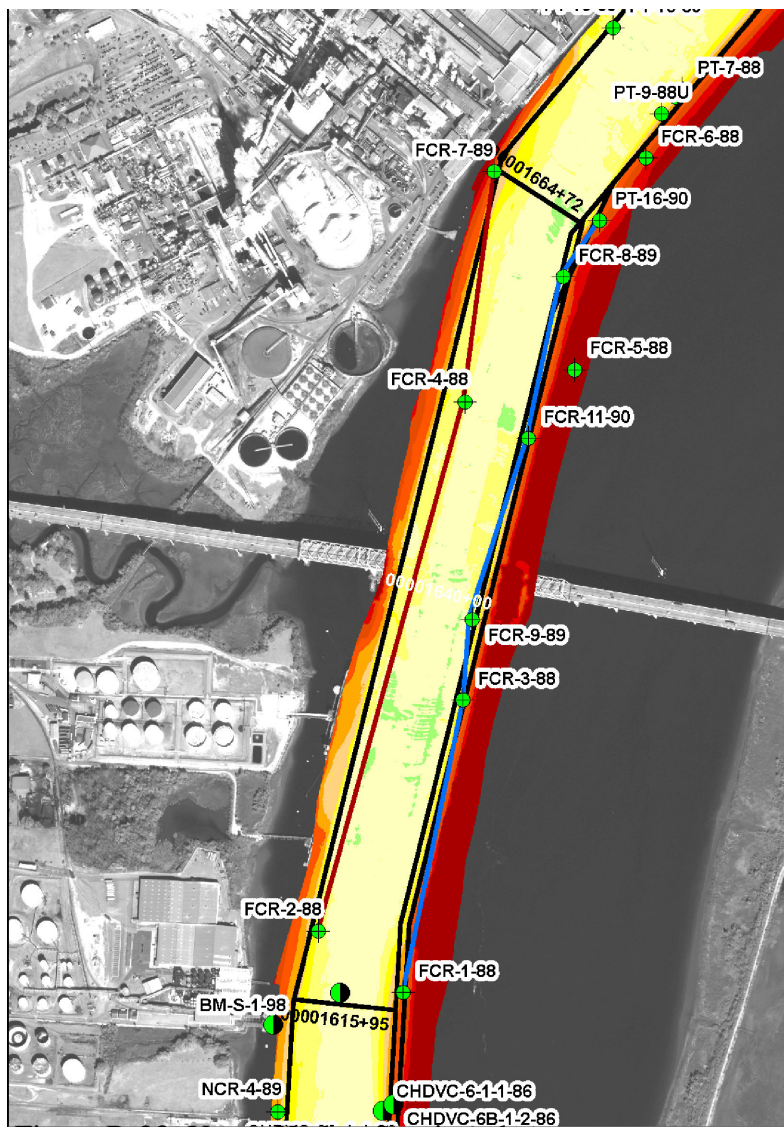 PT-7-88
PT-9-88U
FCR-6-88
FCR-7-89
001664+72
PT-16-90
FCR-8-89
FCR-5-88
FCR-4-88
FCR-11-90
00001640+00
FCR-9-89
FCR-3-88
FCR-2-88
FCR-1-88
BM-S-1-98
00001615+95
NCR-4-89
CHDVC-6-1-1-86
CHDVC-6B-1-2-86